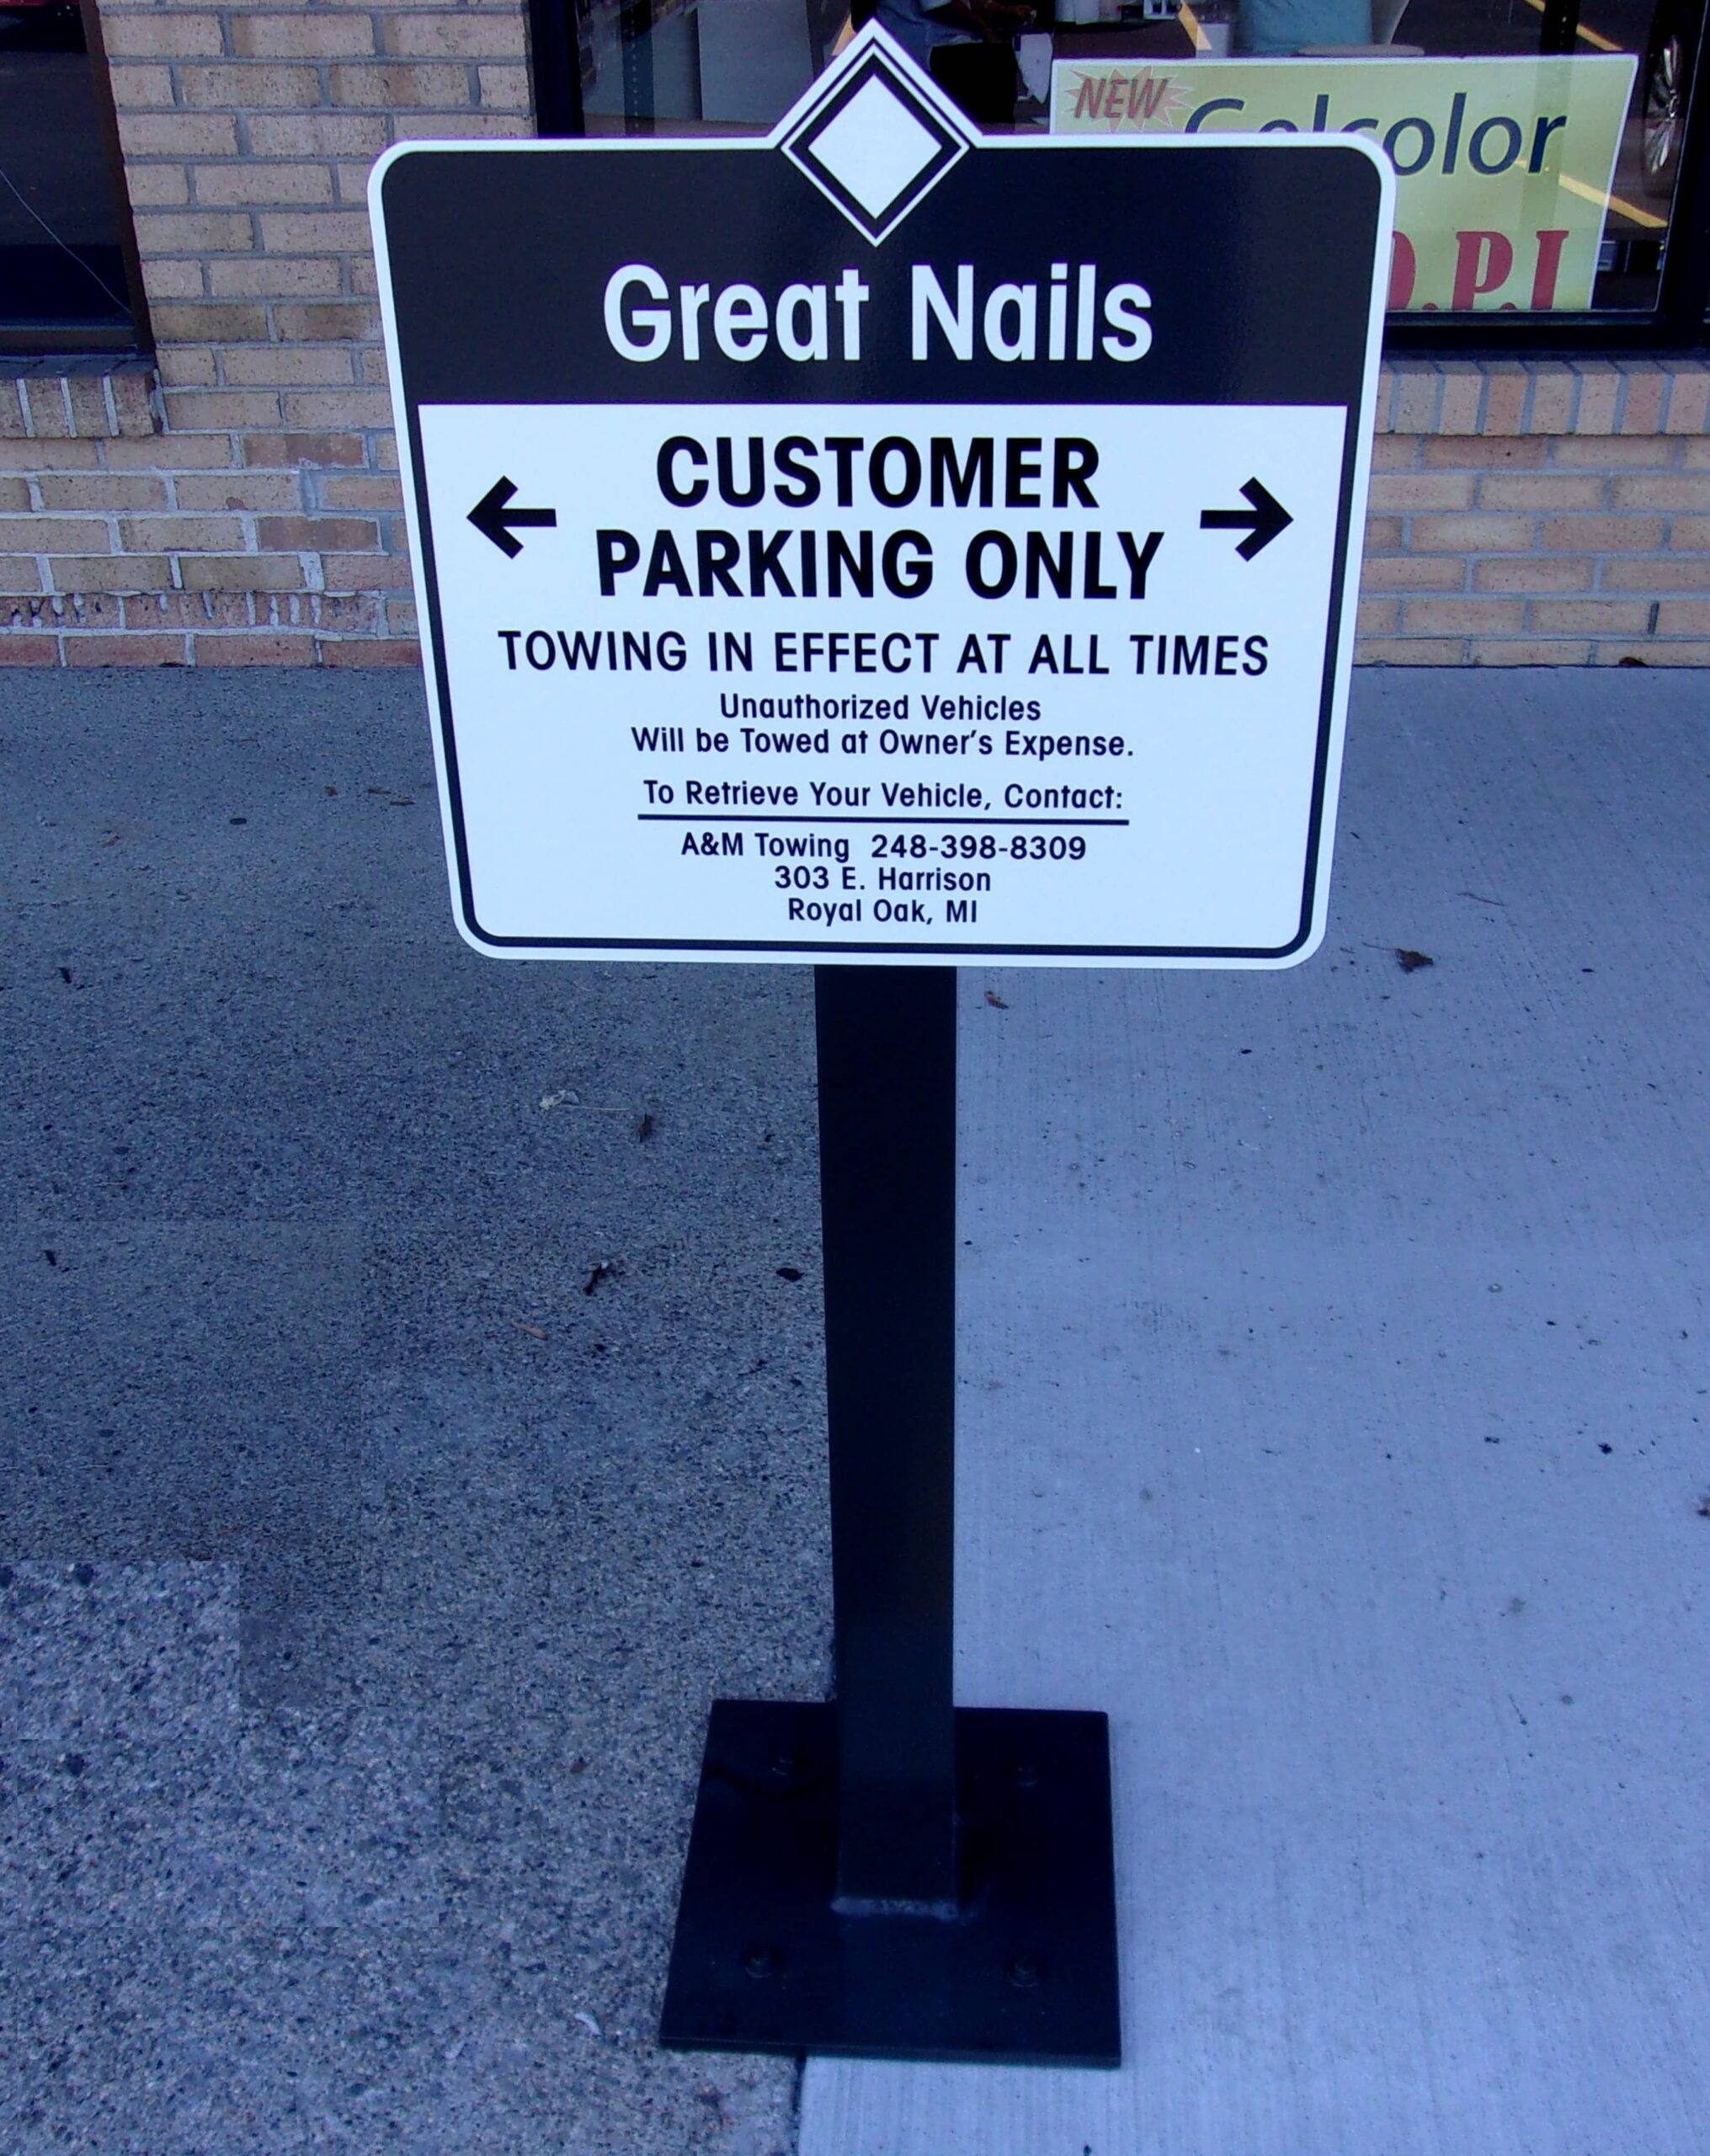 NEW
Gelcolor
O.P.I
Great Nails
CUSTOMER
PARKING ONLY
TOWING IN EFFECT AT ALL TIMES
Unauthorized Vehicles
Will be Towed at Owner's Expense.
To Retrieve Your Vehicle, Contact:
A&M Towing 248-398-8309
303 E. Harrison
Royal Oak, MI